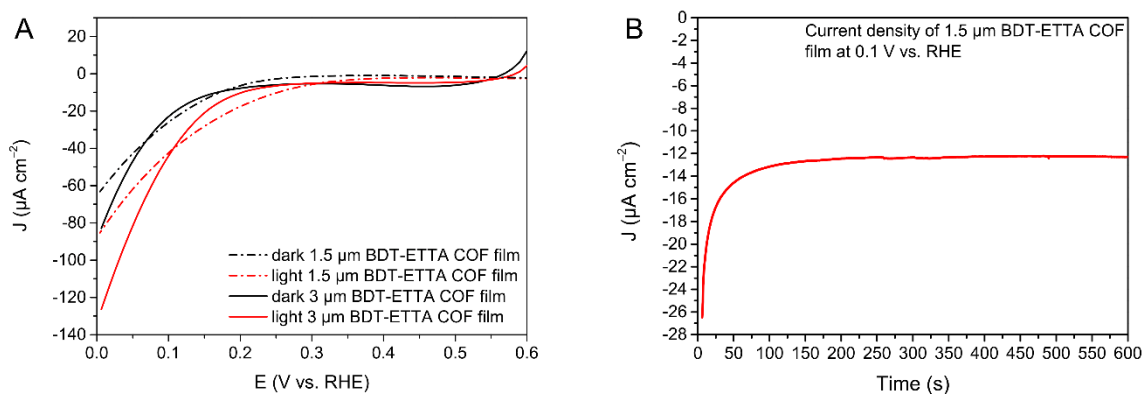 A
20
0
-20
-40
-60
-80
-100
-120
-140
J (µA cm⁻²)
dark 1.5 µm BDT-ETTA COF film
light 1.5 µm BDT-ETTA COF film
dark 3 µm BDT-ETTA COF film
light 3 µm BDT-ETTA COF film
0.0 0.1 0.2 0.3 0.4 0.5 0.6
E (V vs. RHE)
B
0
-2
-4
-6
-8
-10
-12
-14
-16
-18
-20
-22
-24
-26
-28
J (µA cm⁻²)
Current density of 1.5 µm BDT-ETTA COF
film at 0.1 V vs. RHE
0 50 100 150 200 250 300 350 400 450 500 550 600
Time (s)